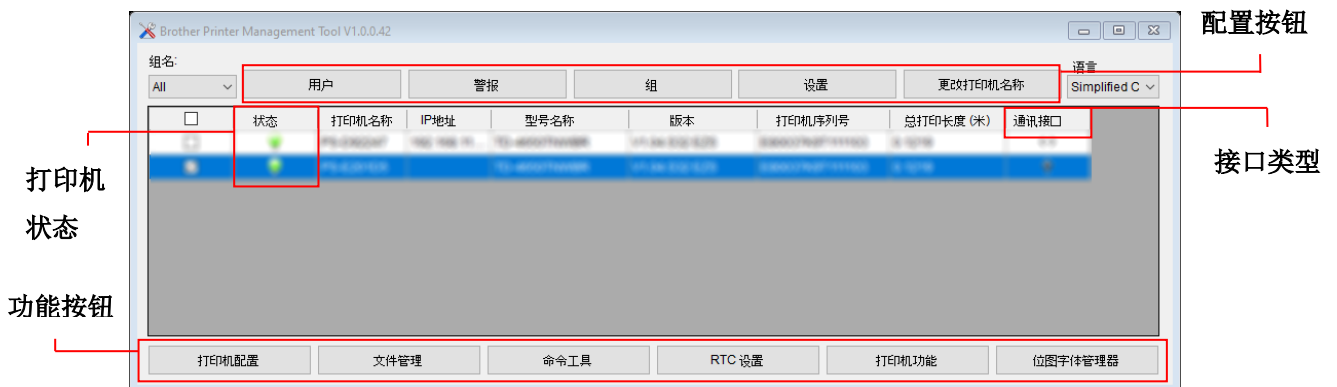 配置按钮
Brother Printer Management Tool V1.0.0.42
组名:
语言
All 用户 警报 组 设置 更改打印机名称 Simplified C
状态 打印机名称 IP地址 型号名称 版本 打印机序列号 总打印长度 (米) 通讯接口
打印机
状态
接口类型
功能按钮
打印机配置 文件管理 命令工具 RTC 设置 打印机功能 位图字体管理器